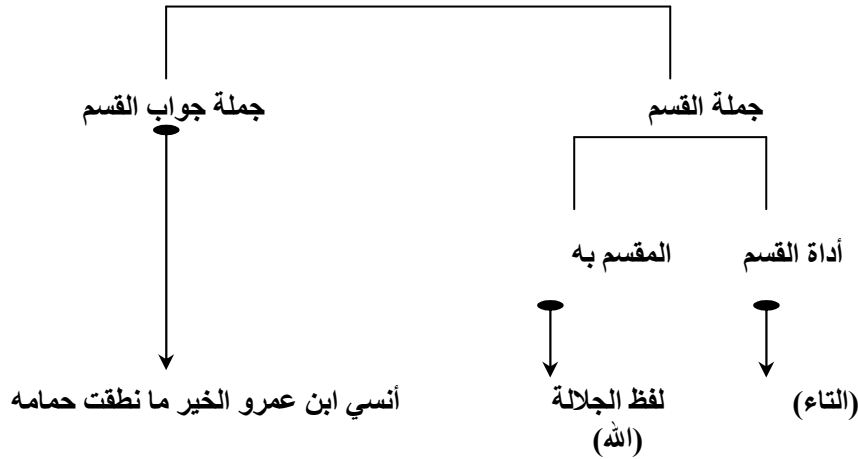 جملة القسم
جملة جواب القسم
أداة القسم
المقسم به
(التاء)
لفظ الجلالة
(الله)
أنسي ابن عمرو الخير ما نطقت حمامه